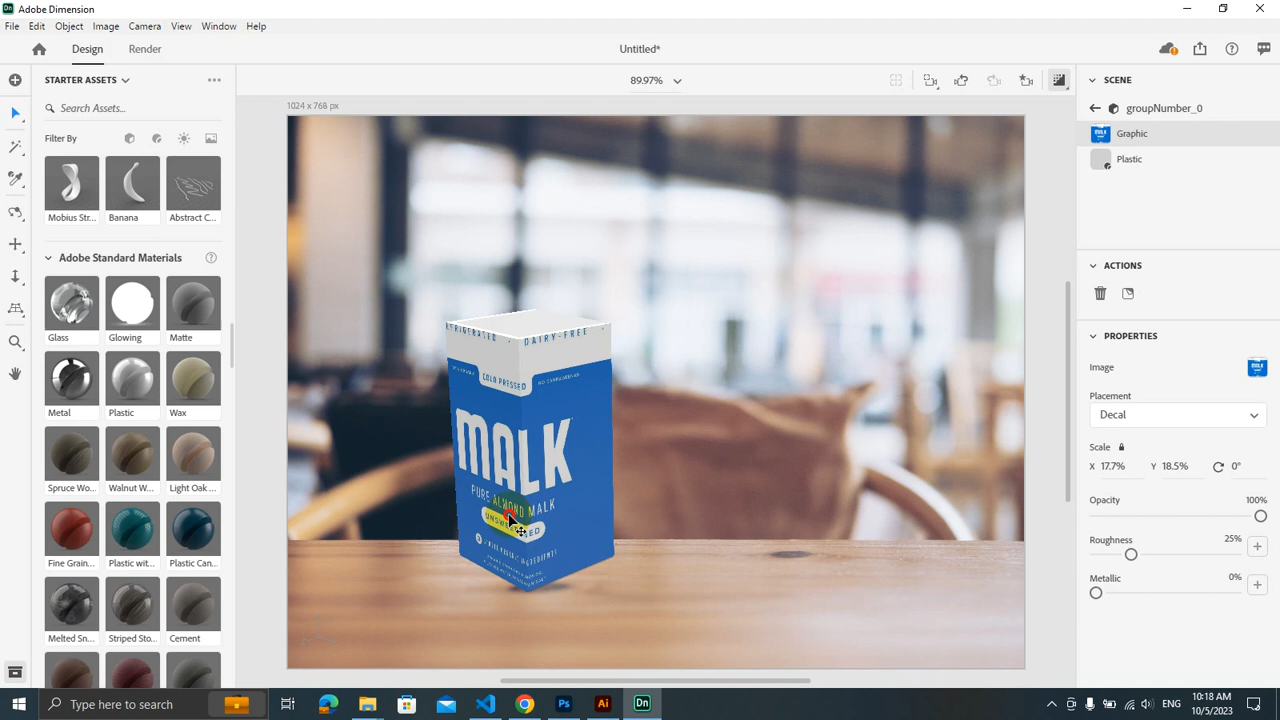 Adobe Dimension
File Edit Object Image Camera View Window Help
Design Render Untitled*
STARTER ASSETS
89.97%
1024 x 768 px
Search Assets...
Filter By
Mobius Str... Banana Abstract C...
Adobe Standard Materials
Glass Glowing Matte
Metal Plastic Wax
Spruce Wo... Walnut W... Light Oak ...
Fine Grain... Plastic wit... Plastic Can...
Melted Sn... Striped Sto... Cement
DAIRY-FREE
COLD PRESSED
MALK
PURE ALMOND MALK
SCENE
groupNumber_0
Graphic
Plastic
ACTIONS
PROPERTIES
Image
Placement
Decal
Scale
X 17.7% Y 18.5% 0°
Opacity 100%
Roughness 25%
Metallic 0%
Type here to search
ENG
10:18 AM
10/5/2023